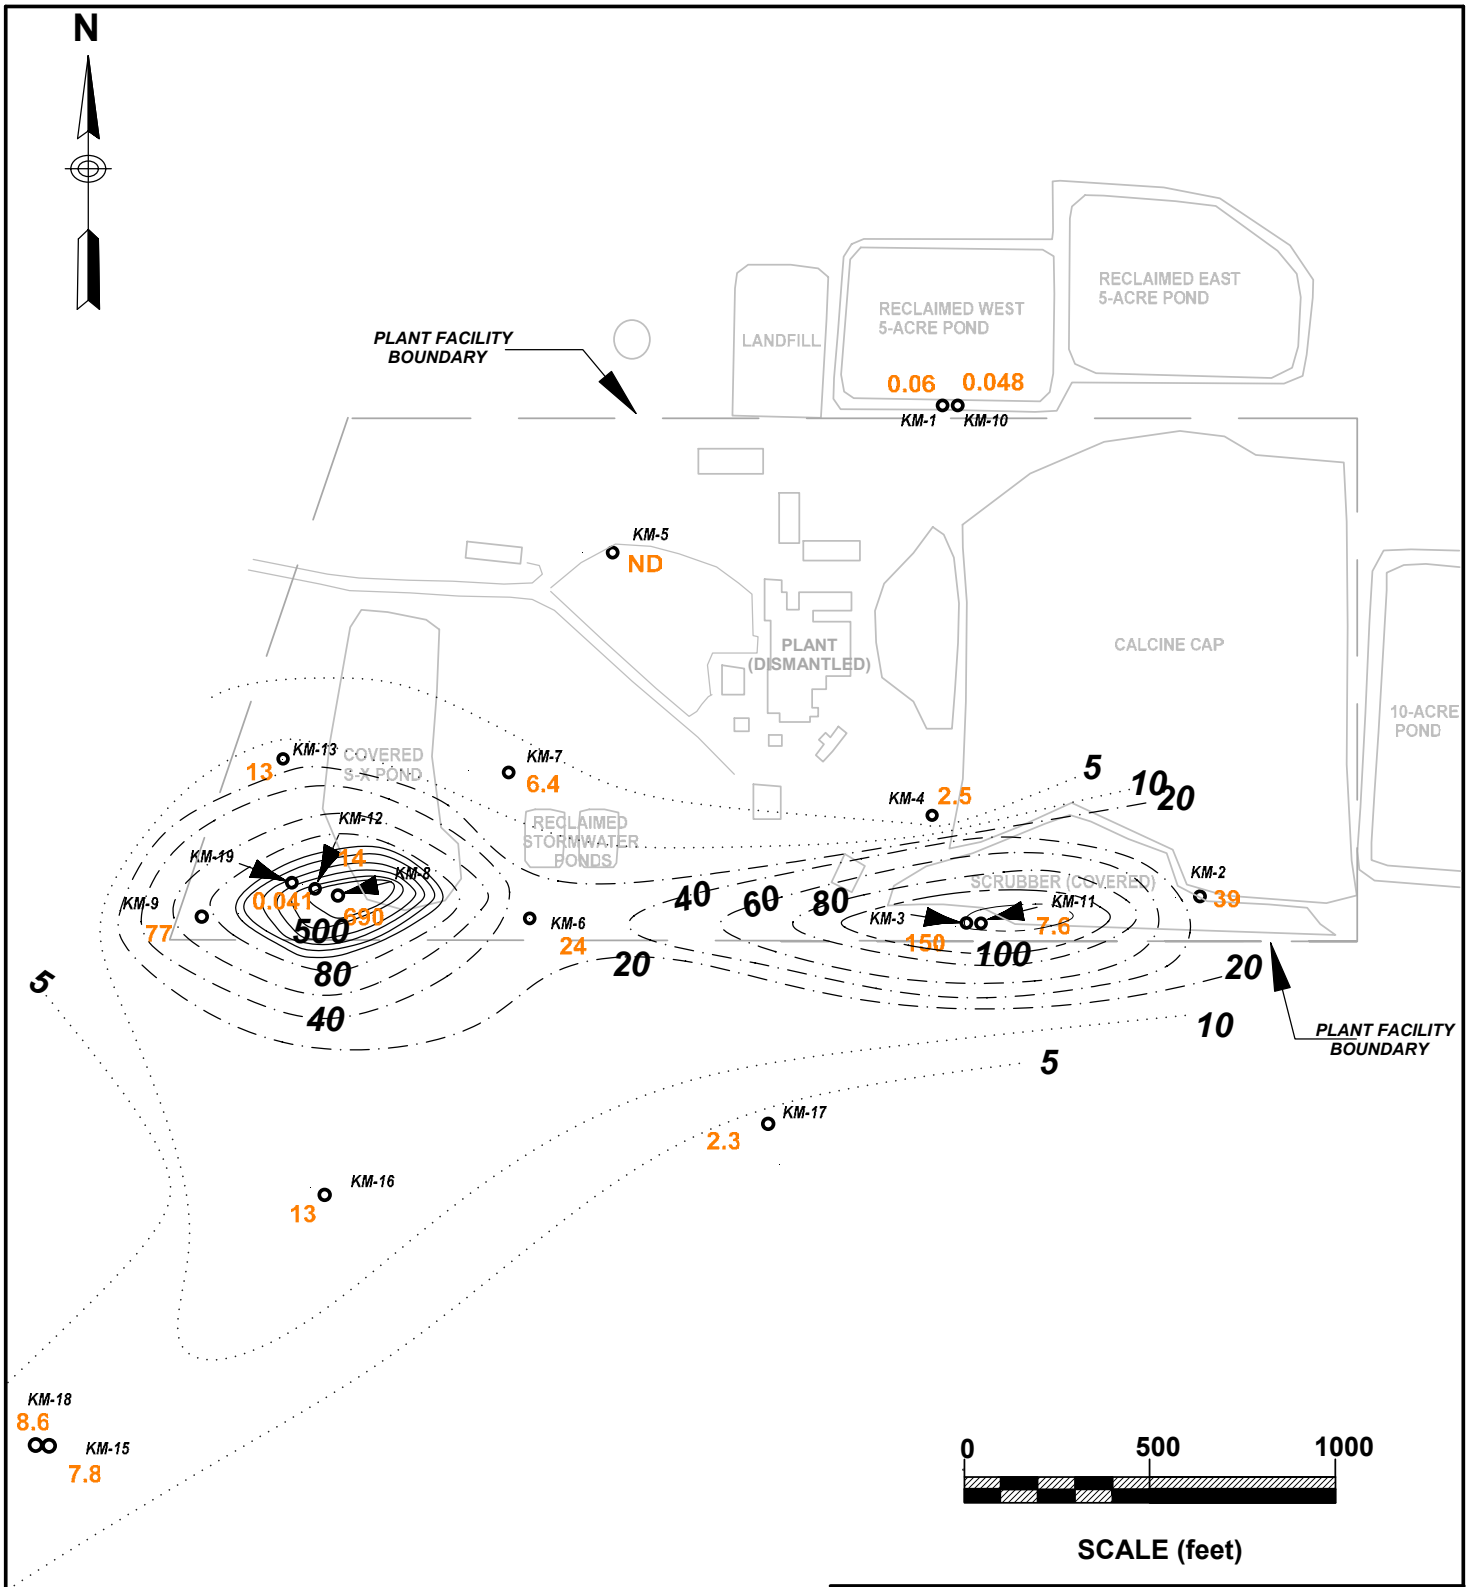 N
RECLAIMED EAST
5-ACRE POND
RECLAIMED WEST
5-ACRE POND
PLANT FACILITY
BOUNDARY
LANDFILL
0.06
0.048
KM-1
KM-10
KM-5
ND
PLANT
(DISMANTLED)
CALCINE CAP
10-ACRE
POND
KM-13
13
COVERED
S-X POND
KM-7
6.4
5
10
20
KM-4
2.5
KM-12
14
RECLAIMED
STORMWATER
PONDS
KM-19
0.041
KM-8
690
KM-9
77
500
KM-6
24
40
60
80
SCRUBBER (COVERED)
KM-2
39
KM-3
150
KM-11
7.6
100
5
80
20
20
40
10
PLANT FACILITY
BOUNDARY
5
KM-17
2.3
KM-16
13
KM-18
8.6
KM-15
7.8
0
500
1000
SCALE (feet)